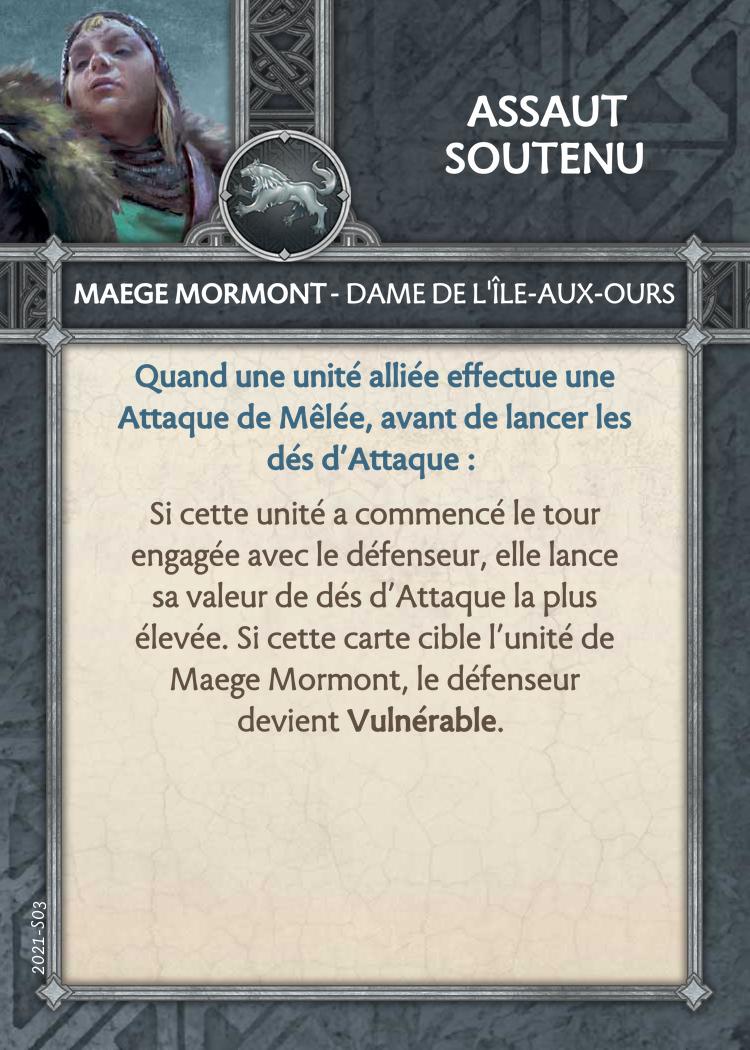 ASSAUT
SOUTENU
MAEGE MORMONT - DAME DE L'ÎLE-AUX-OURS
Quand une unité alliée effectue une
Attaque de Mêlée, avant de lancer les
dés d’Attaque :
Si cette unité a commencé le tour
engagée avec le défenseur, elle lance
sa valeur de dés d’Attaque la plus
élevée. Si cette carte cible l’unité de
Maege Mormont, le défenseur
devient Vulnérable.
2021-S03